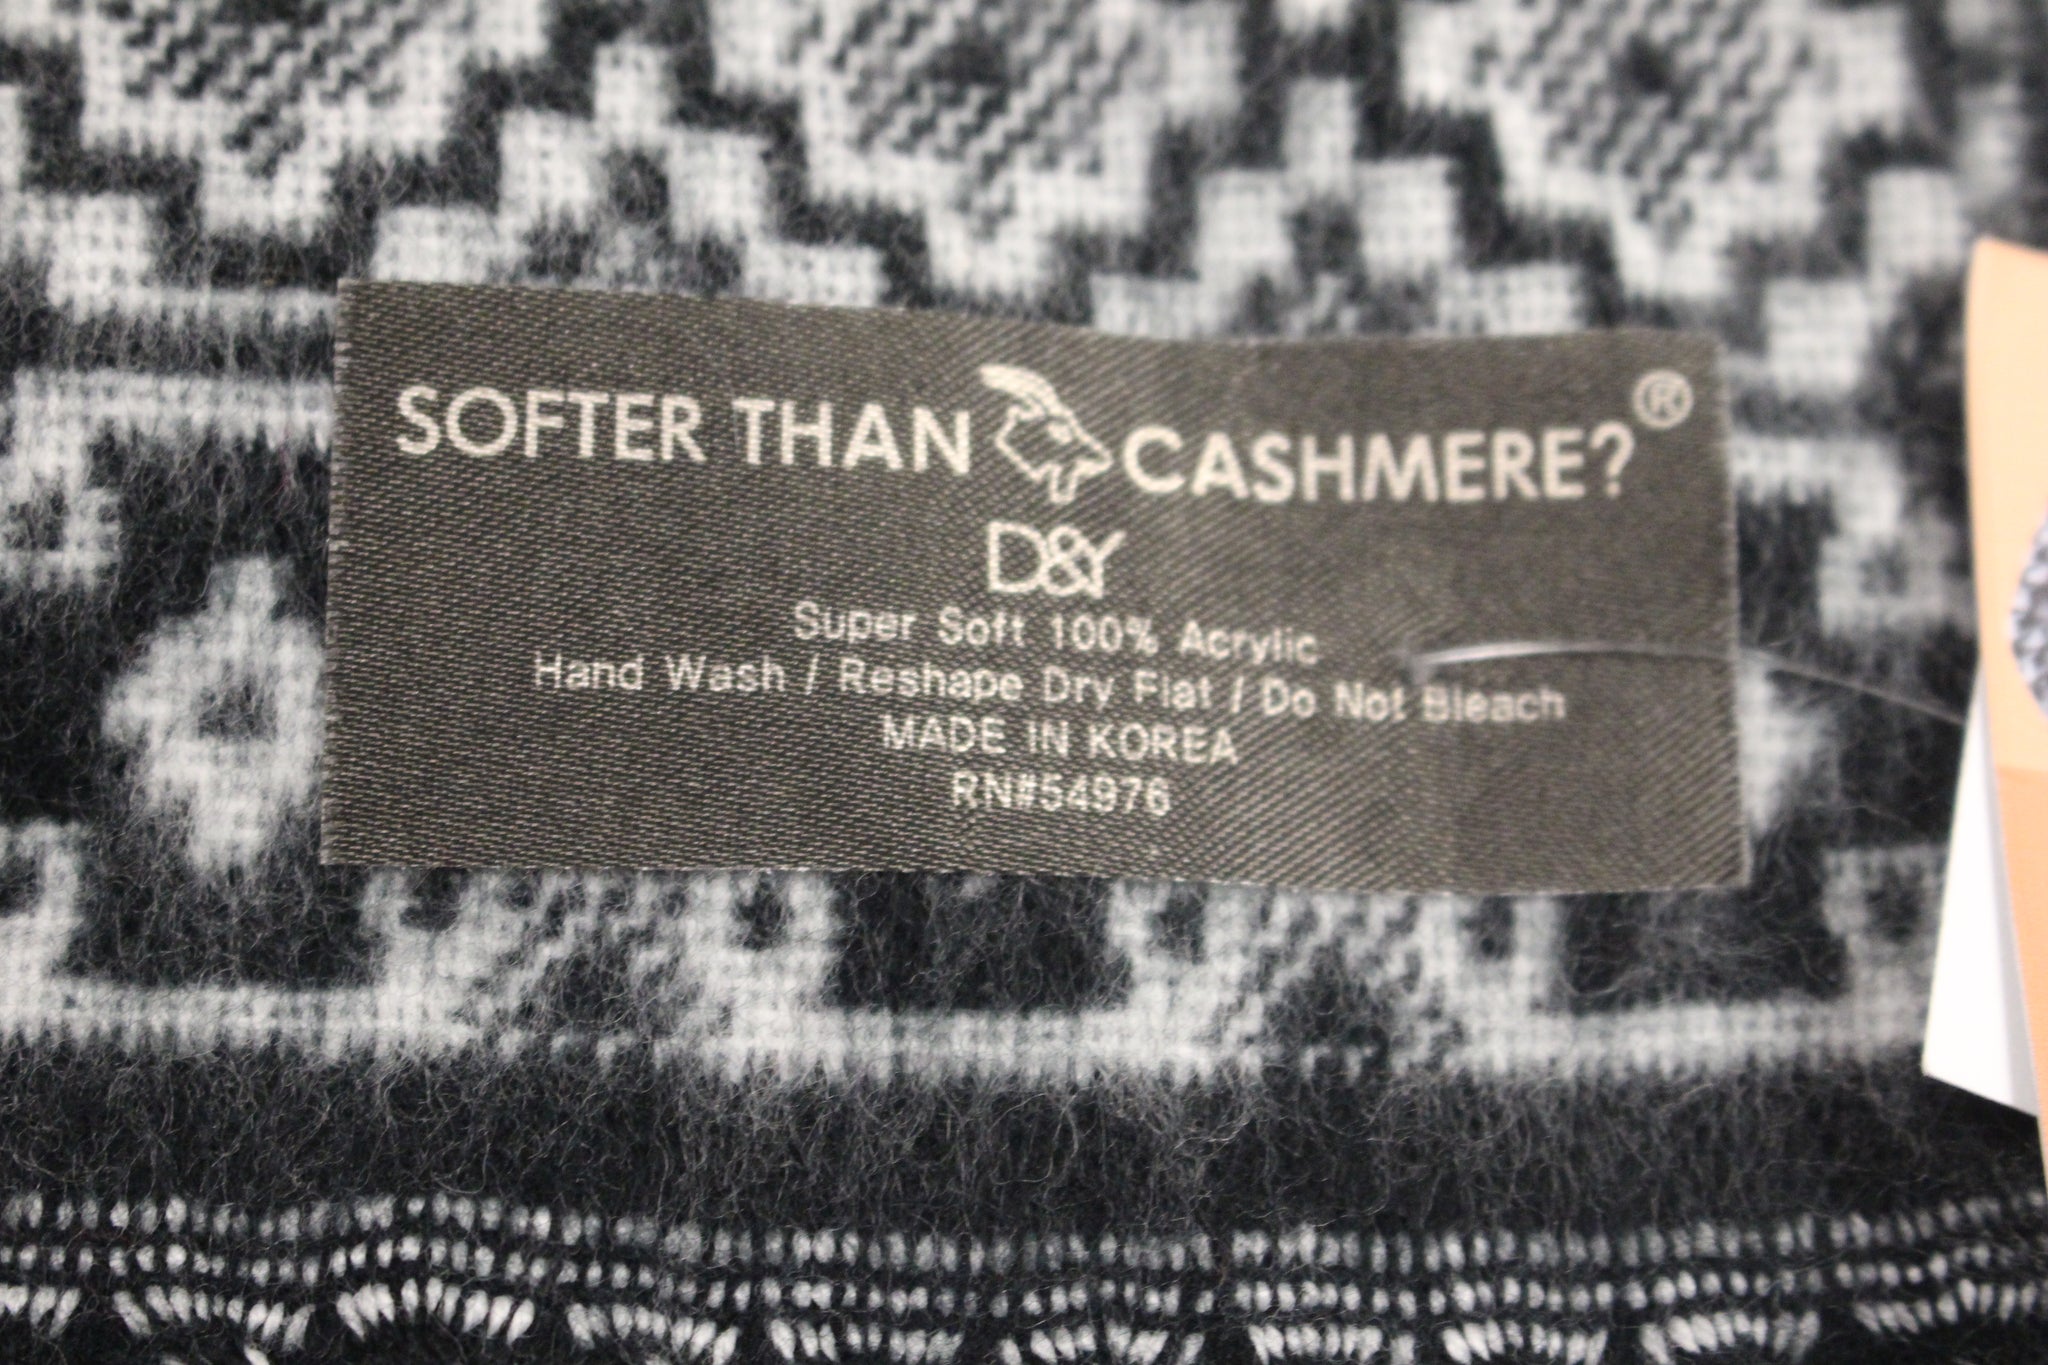 SOFTER THAN CASHMERE?®
D&Y
Super Soft 100% Acrylic
Hand Wash / Reshape Dry Flat / Do Not Bleach
MADE IN KOREA
RN#54976